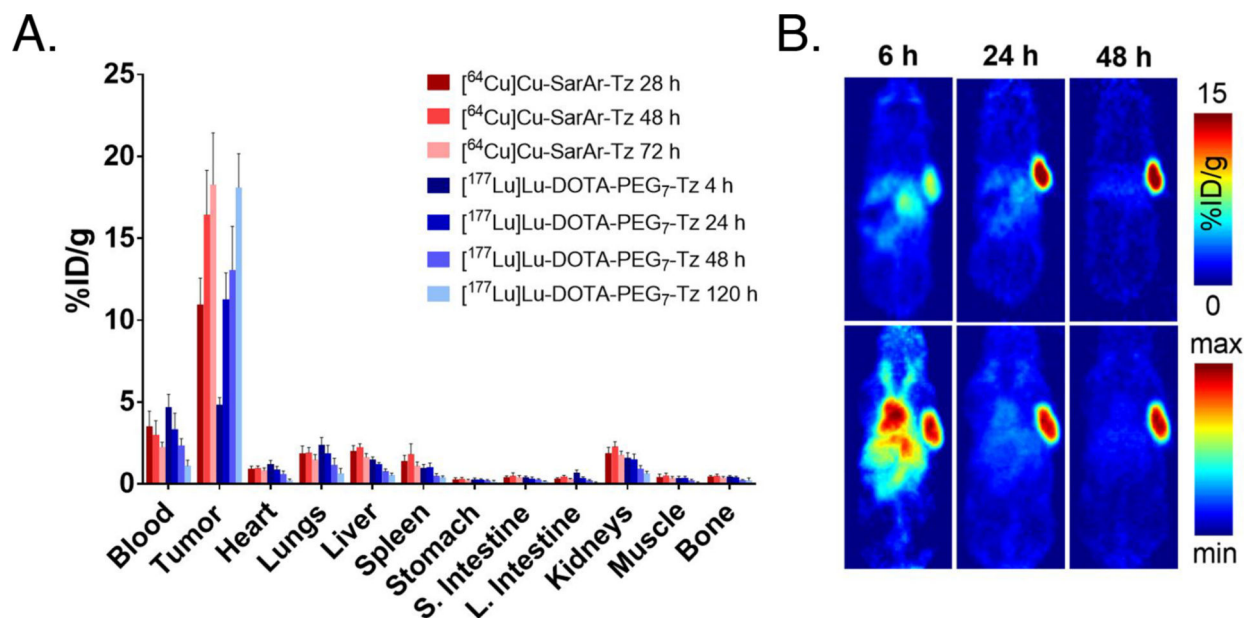 A.
25
20
15
10
5
0
%ID/g
[⁶⁴Cu]Cu-SarAr-Tz 28 h
[⁶⁴Cu]Cu-SarAr-Tz 48 h
[⁶⁴Cu]Cu-SarAr-Tz 72 h
[¹⁷⁷Lu]Lu-DOTA-PEG₇-Tz 4 h
[¹⁷⁷Lu]Lu-DOTA-PEG₇-Tz 24 h
[¹⁷⁷Lu]Lu-DOTA-PEG₇-Tz 48 h
[¹⁷⁷Lu]Lu-DOTA-PEG₇-Tz 120 h
Blood
Tumor
Heart
Lungs
Liver
Spleen
Stomach
S. Intestine
L. Intestine
Kidneys
Muscle
Bone
B.
6 h
24 h
48 h
15
%ID/g
0
max
min